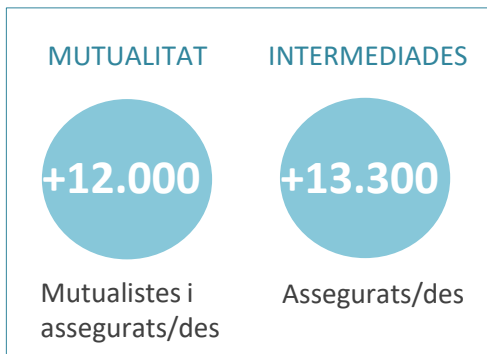 MUTUALITAT
+12.000
Mutualistes i
assegurats/des
INTERMEDIADES
+13.300
Assegurats/des